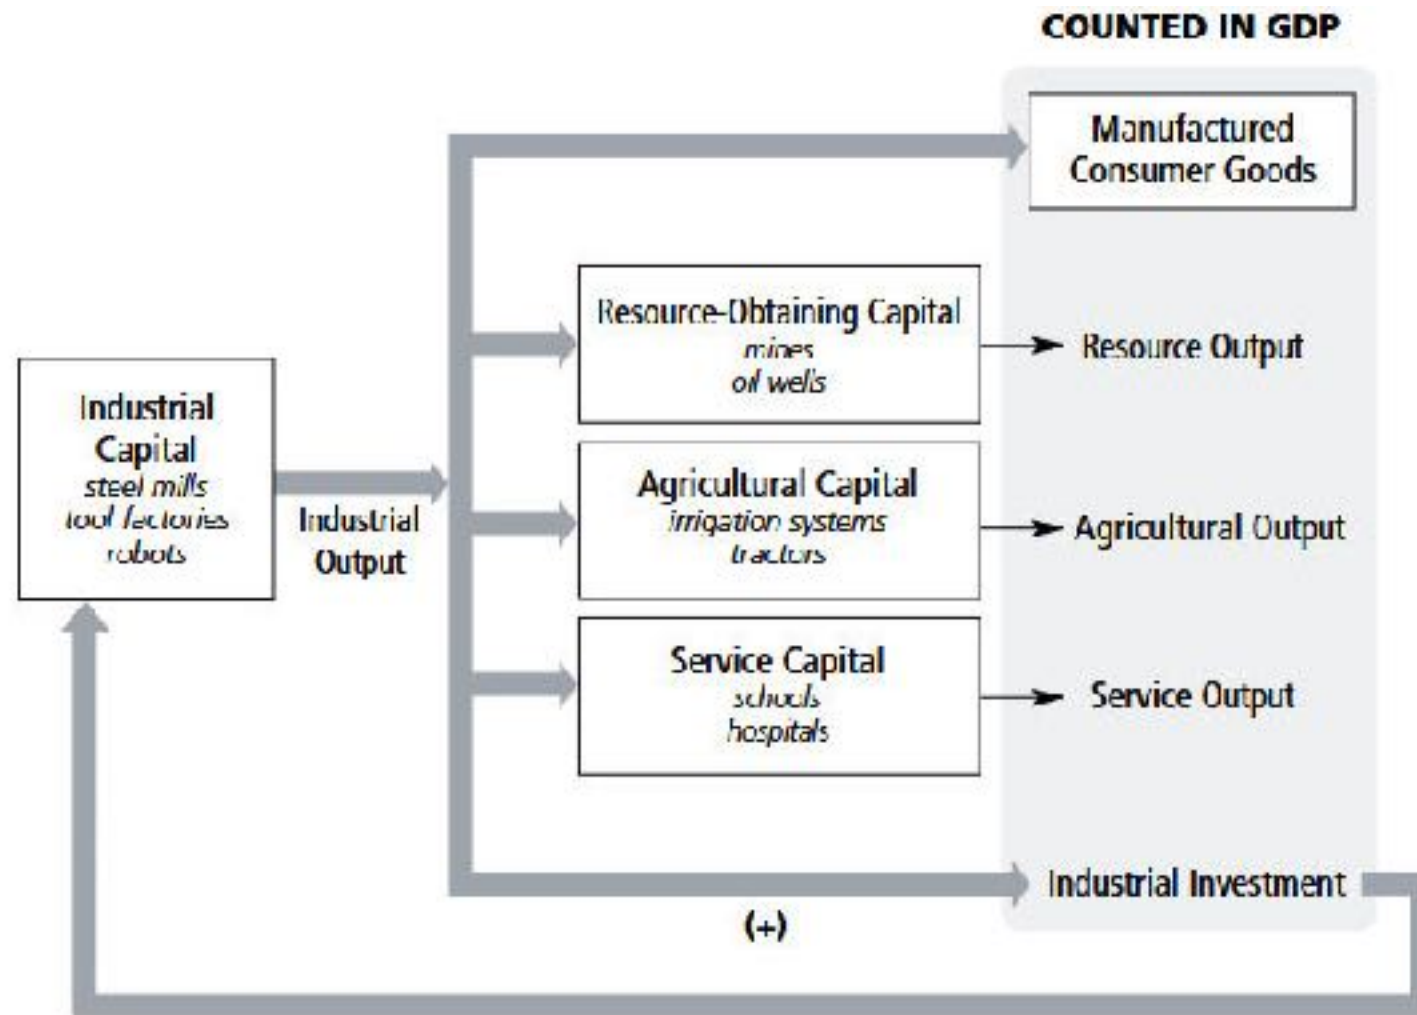 COUNTED IN GDP
Manufactured
Consumer Goods
Resource-Obtaining Capital
mines
oil wells
Resource Output
Industrial
Capital
steel mills
tool factories
robots
Industrial
Output
Agricultural Capital
irrigation systems
tractors
Agricultural Output
Service Capital
schools
hospitals
Service Output
Industrial Investment
(+)